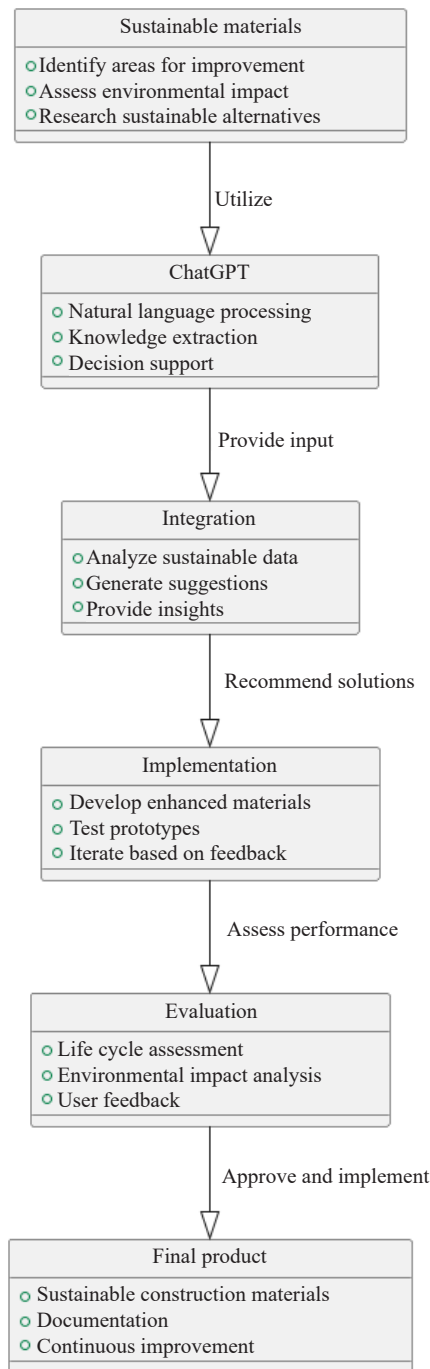 Sustainable materials
Identify areas for improvement
Assess environmental impact
Research sustainable alternatives
Utilize
ChatGPT
Natural language processing
Knowledge extraction
Decision support
Provide input
Integration
Analyze sustainable data
Generate suggestions
Provide insights
Recommend solutions
Implementation
Develop enhanced materials
Test prototypes
Iterate based on feedback
Assess performance
Evaluation
Life cycle assessment
Environmental impact analysis
User feedback
Approve and implement
Final product
Sustainable construction materials
Documentation
Continuous improvement